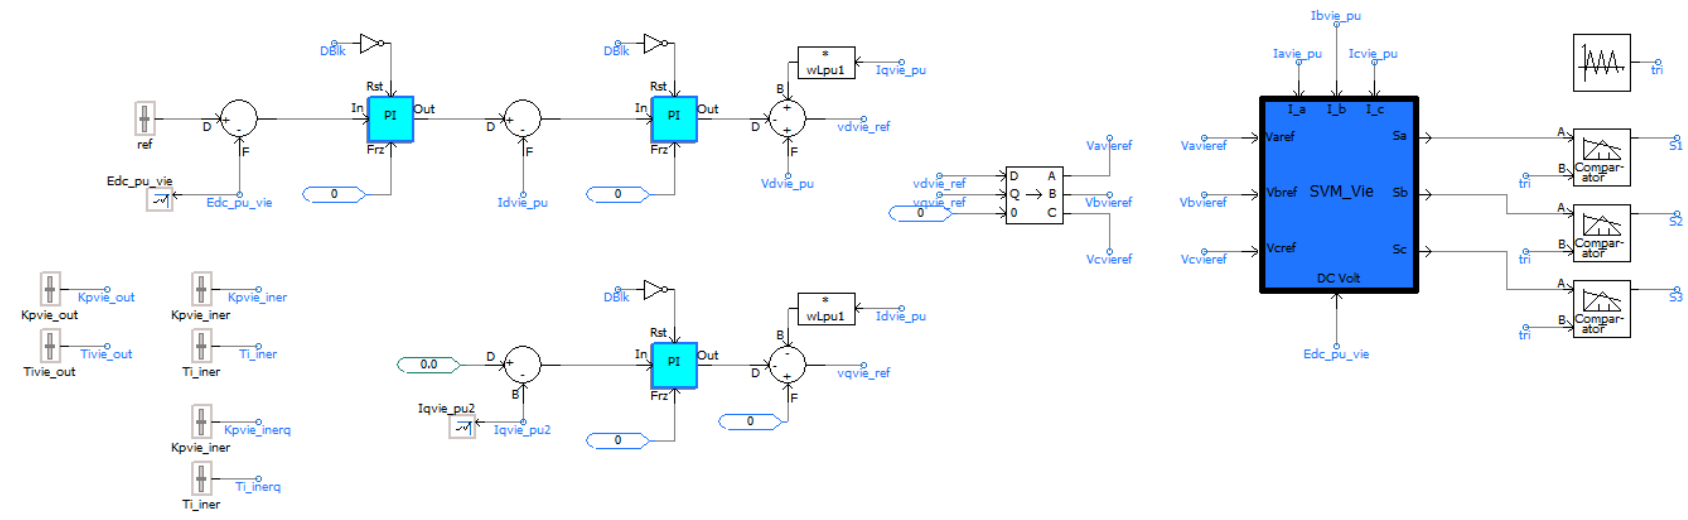 Ibvie_pu
Iavie_pu
Icvie_pu
DBlk
DBlk
*
wLpu1
Iqvie_pu
tri
Rst
Rst
B
I_a
I_b
I_c
ref
D
+
-
F
In
PI
Out
Frz
D
+
-
F
In
PI
Out
Frz
D
+
-
+
F
vdvie_ref
Edc_pu_vie
Edc_pu_vie
0
Idvie_pu
0
Vdvie_pu
vdvie_ref
vqvie_ref
0
D
Q
0
A
B
C
Avieref
Vbvieref
Vcvieref
Vavieref
Vbvieref
Vcvieref
Varef
Vbref
Vcref
SVM_Vie
DC Volt
Sa
Sb
Sc
Edc_pu_vie
A
B
Compar-
ator
tri
S1
A
B
Compar-
ator
tri
S2
A
B
Compar-
ator
tri
S3
Kpvie_out
Kpvie_out
Tivie_out
Tivie_out
Kpvie_iner
Kpvie_iner
Ti_iner
Ti_iner
Kpvie_inerq
Kpvie_iner
Ti_inerq
Ti_iner
DBlk
Rst
*
wLpu1
Idvie_pu
0.0
D
+
-
B
In
PI
Out
Frz
B
-
-
+
D
F
vqvie_ref
Iqvie_pu2
Iqvie_pu2
0
0